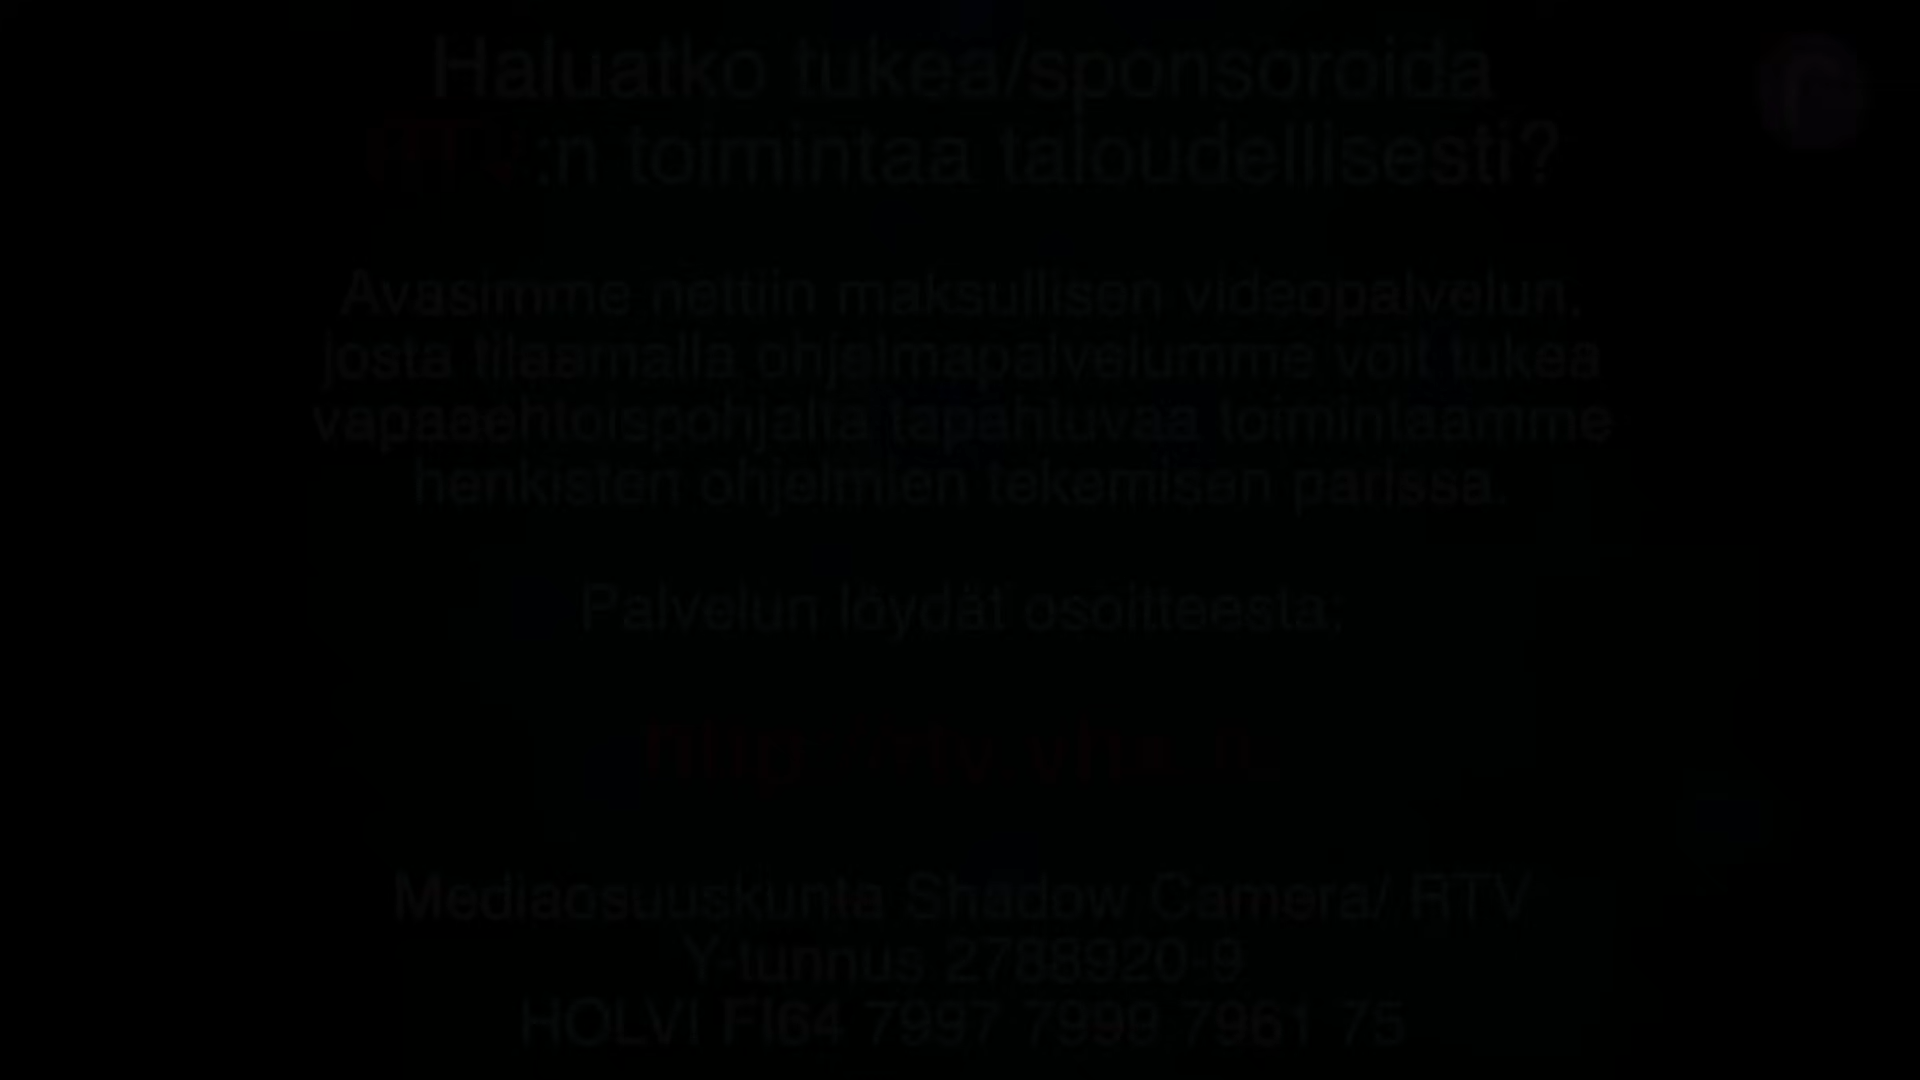 Haluatko tukea/sponsoroida
RTV:n toimintaa taloudellisesti?
Avasimme nettiin maksullisen videopalvelun,
josta tilaamalla ohjelmapalvelumme voit tukea
vapaaehtoispohjalta tapahtuvaa toimintaamme
henkisten ohjelmien tekemisen parissa.
Palvelun löydät osoitteesta:
Mediaosuuskunta Shadow Camera/ RTV
Y-tunnus 2788920-9
HOLVI FI64 7997 7999 7961 75